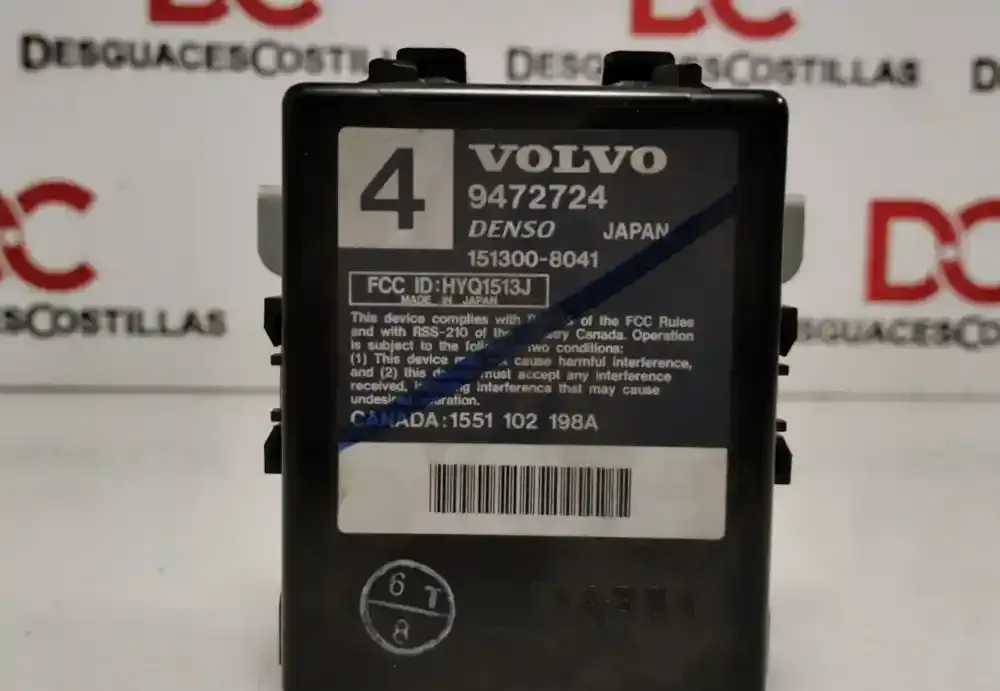 DC DC
DESGUACESCOSTILLAS DESGUACESCOSTILLAS
DC
4
VOLVO
9472724
DENSO JAPAN
151300-8041
FCC ID:HYQ1513J
MADE IN JAPAN
This device complies with of the FCC Rules
and with RSS-210 of Canada. Operation
is subject to the two conditions:
(1) This device cause harmful interference,
and (2) this must accept any interference
received, interference that may cause
CANADA:1551 102 198A
6 T
8